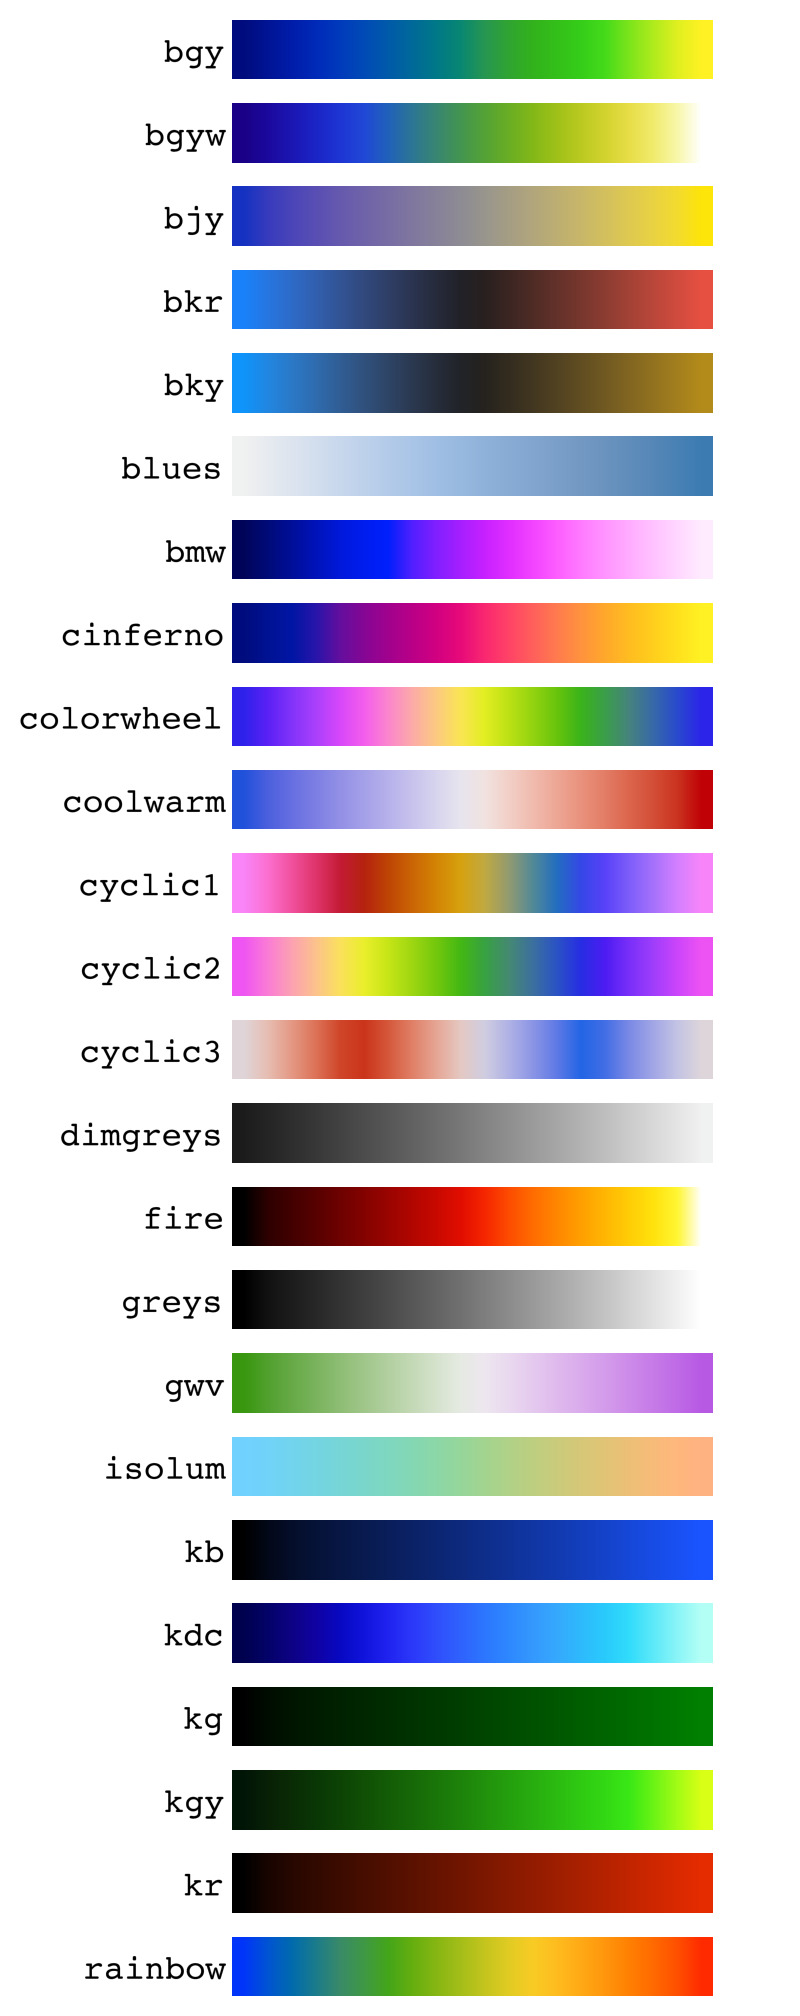 bgy
bgyw
bjy
bkr
bky
blues
bmw
cinferno
colorwheel
coolwarm
cyclic1
cyclic2
cyclic3
dimgreys
fire
greys
gwv
isolum
kb
kdc
kg
kgy
kr
rainbow